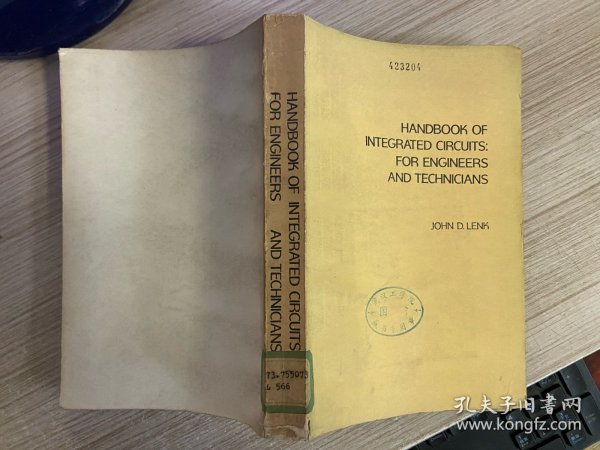 423204
HANDBOOK OF
INTEGRATED CIRCUITS:
FOR ENGINEERS
AND TECHNICIANS
JOHN D. LENK
HANDBOOK OF INTEGRATED CIRCUITS
FOR ENGINEERS AND TECHNICIANS
73.755073
L 566
孔夫子旧书网
www.kongfz.com